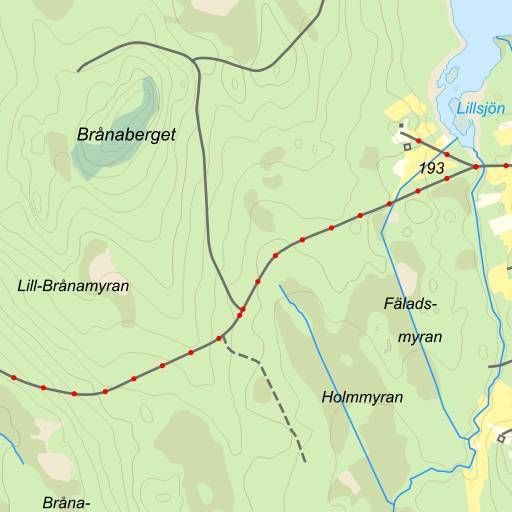 Lillsjön
Brånaberget
193
Lill-Brånamyran
Fälads-
myran
Holmmyran
Bråna-